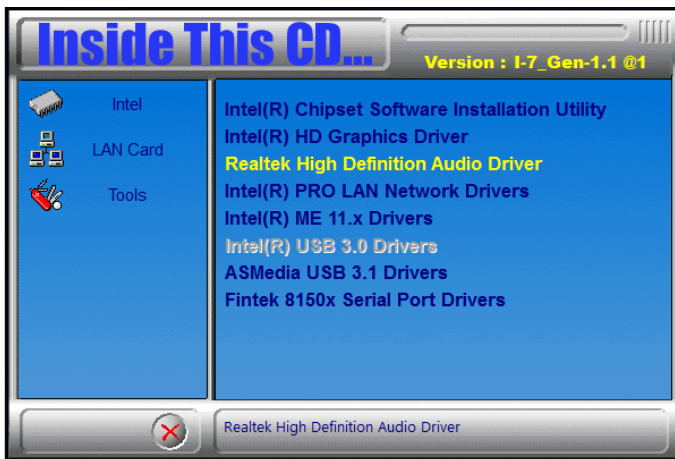 Inside This CD...
Version : I-7_Gen-1.1 @1
Intel
LAN Card
Tools
Intel(R) Chipset Software Installation Utility
Intel(R) HD Graphics Driver
Realtek High Definition Audio Driver
Intel(R) PRO LAN Network Drivers
Intel(R) ME 11.x Drivers
Intel(R) USB 3.0 Drivers
ASMedia USB 3.1 Drivers
Fintek 8150x Serial Port Drivers
Realtek High Definition Audio Driver